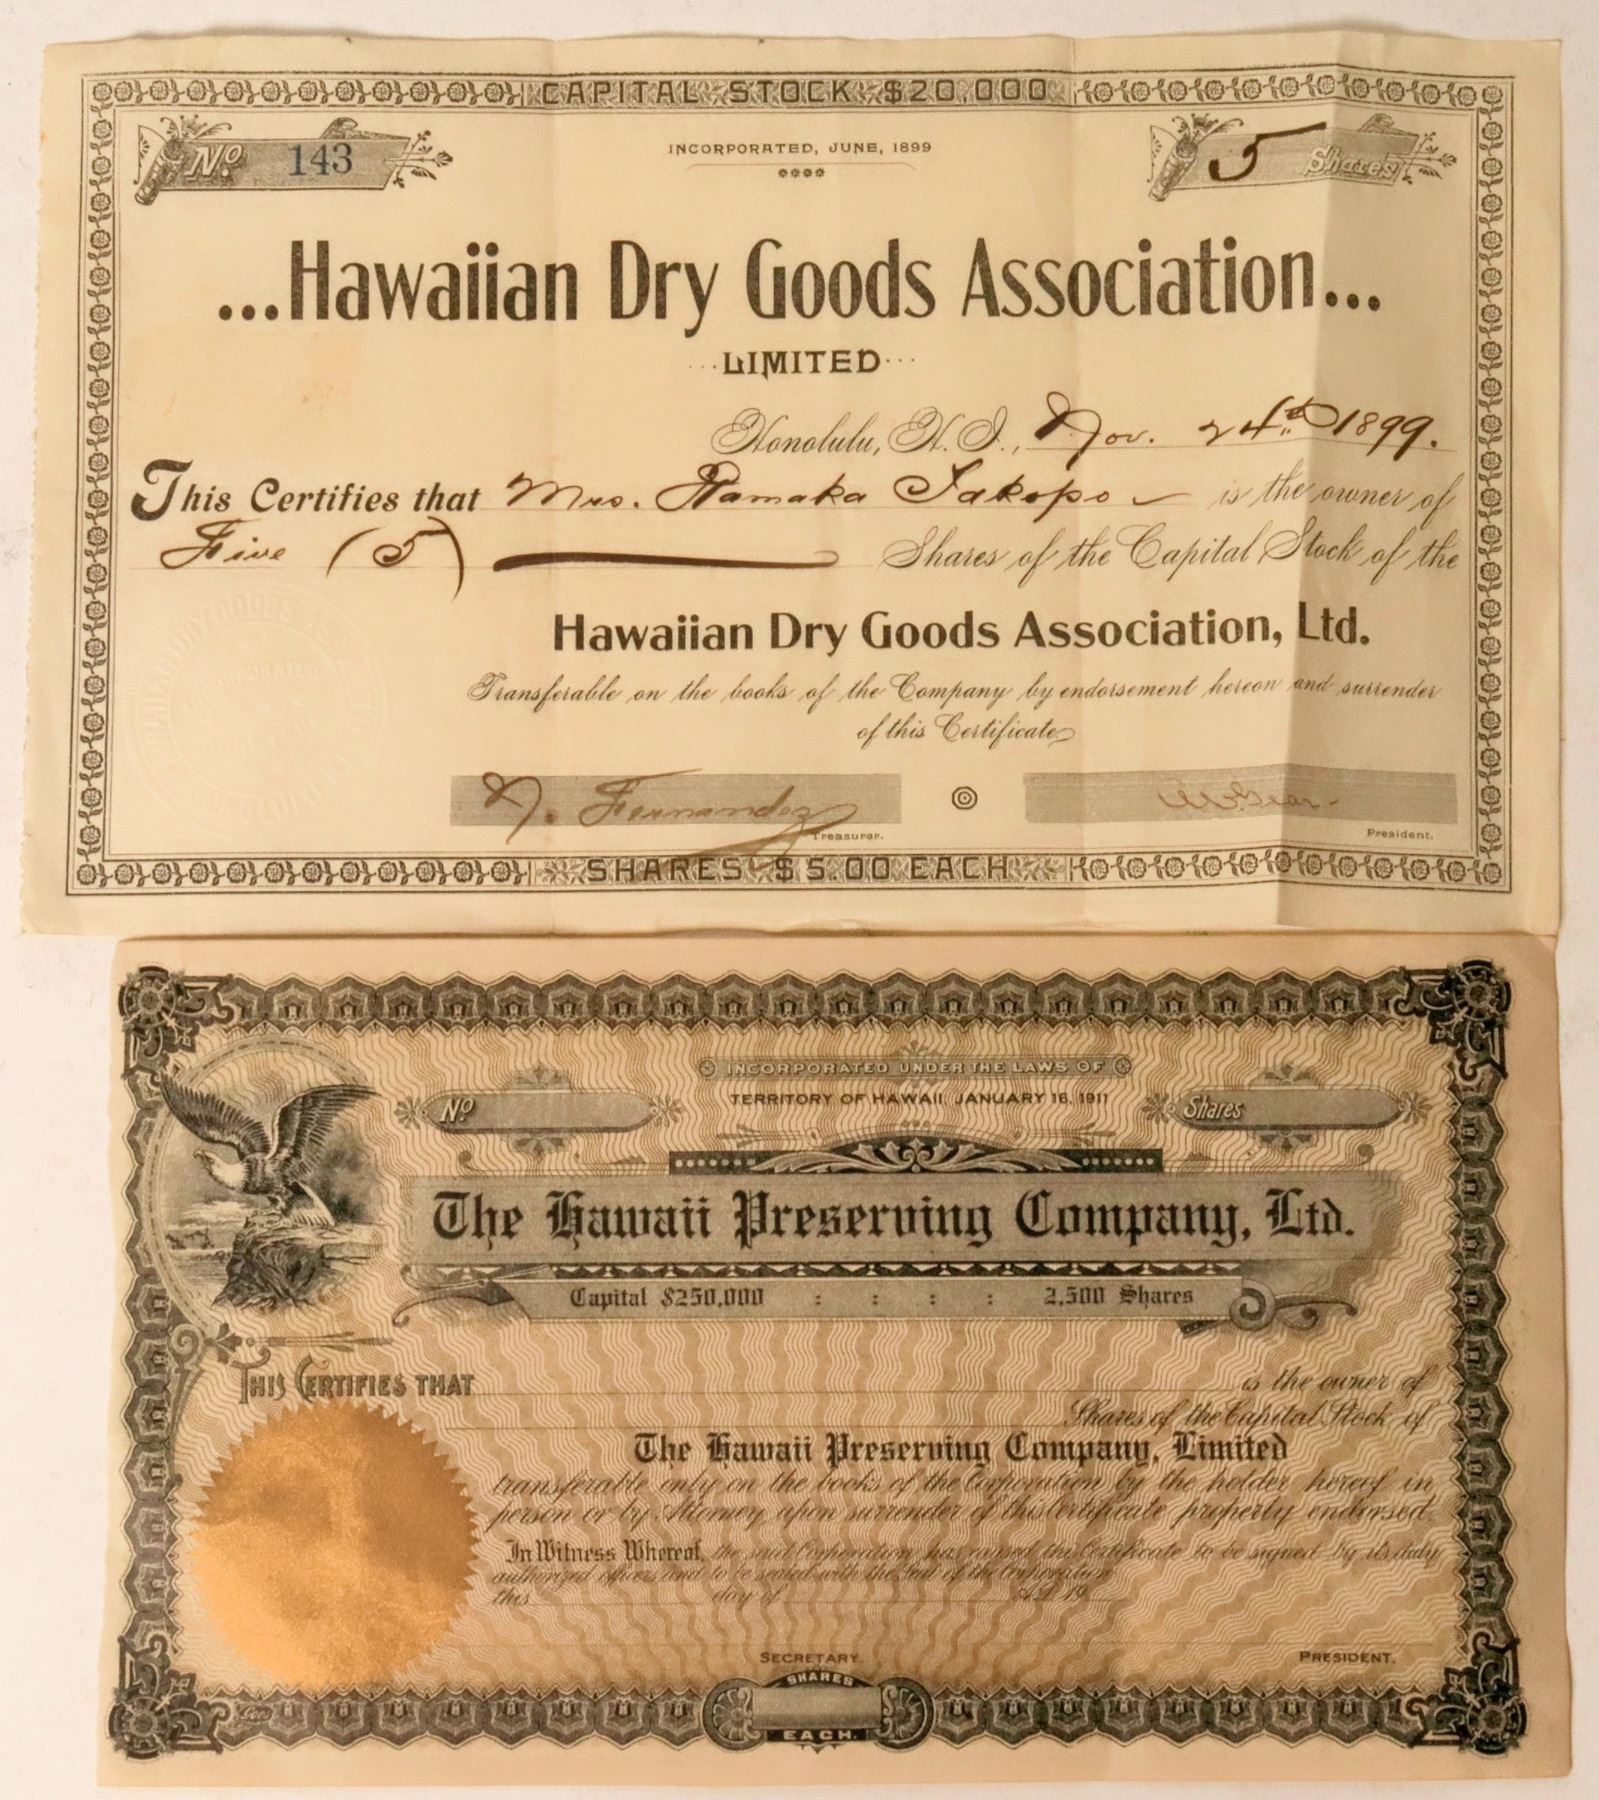 CAPITAL STOCK $20,000
No 143
INCORPORATED, JUNE, 1899
5 Shares
...Hawaiian Dry Goods Association...
...LIMITED...
Honolulu, H. I., Nov. 24th 1899.
This Certifies that Mrs. Kamaka Iakopo is the owner of
Five (5) Shares of the Capital Stock of the
Hawaiian Dry Goods Association, Ltd.
Transferable on the books of the Company by endorsement hereon and surrender
of this Certificate
N. Fernandez
Treasurer.
President.
SHARES $5.00 EACH
INCORPORATED UNDER THE LAWS OF
TERRITORY OF HAWAII JANUARY 16, 1911
No
Shares
The Hawaii Preserving Company, Ltd.
Capital $250,000 : : : : 2,500 Shares
THIS CERTIFIES THAT is the owner of
Shares of the Capital Stock of
The Hawaii Preserving Company, Limited
transferable only on the books of the Corporation by the holder hereof in
person or by Attorney upon surrender of this Certificate properly endorsed.
In Witness Whereof, the said Corporation has caused this Certificate to be signed by its duly
authorized officers and to be sealed with the Seal of the Corporation
this day of A.D. 19
SECRETARY.
PRESIDENT.
SHARES
EACH.